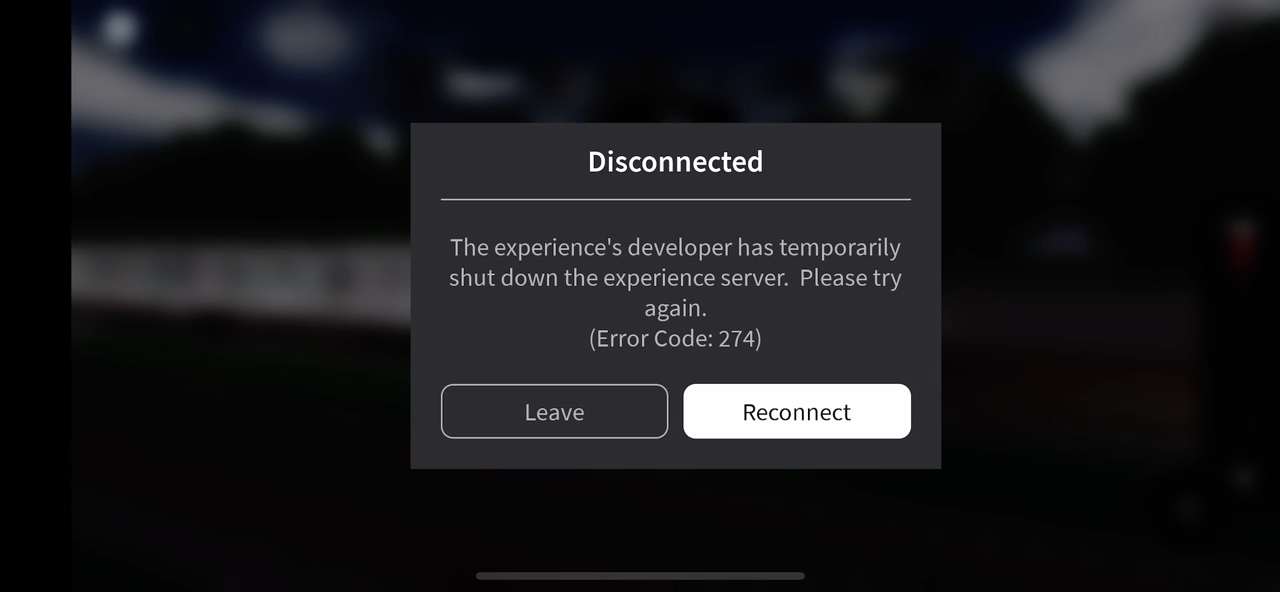 Disconnected
The experience's developer has temporarily
shut down the experience server.  Please try
again.
(Error Code: 274)
Leave
Reconnect